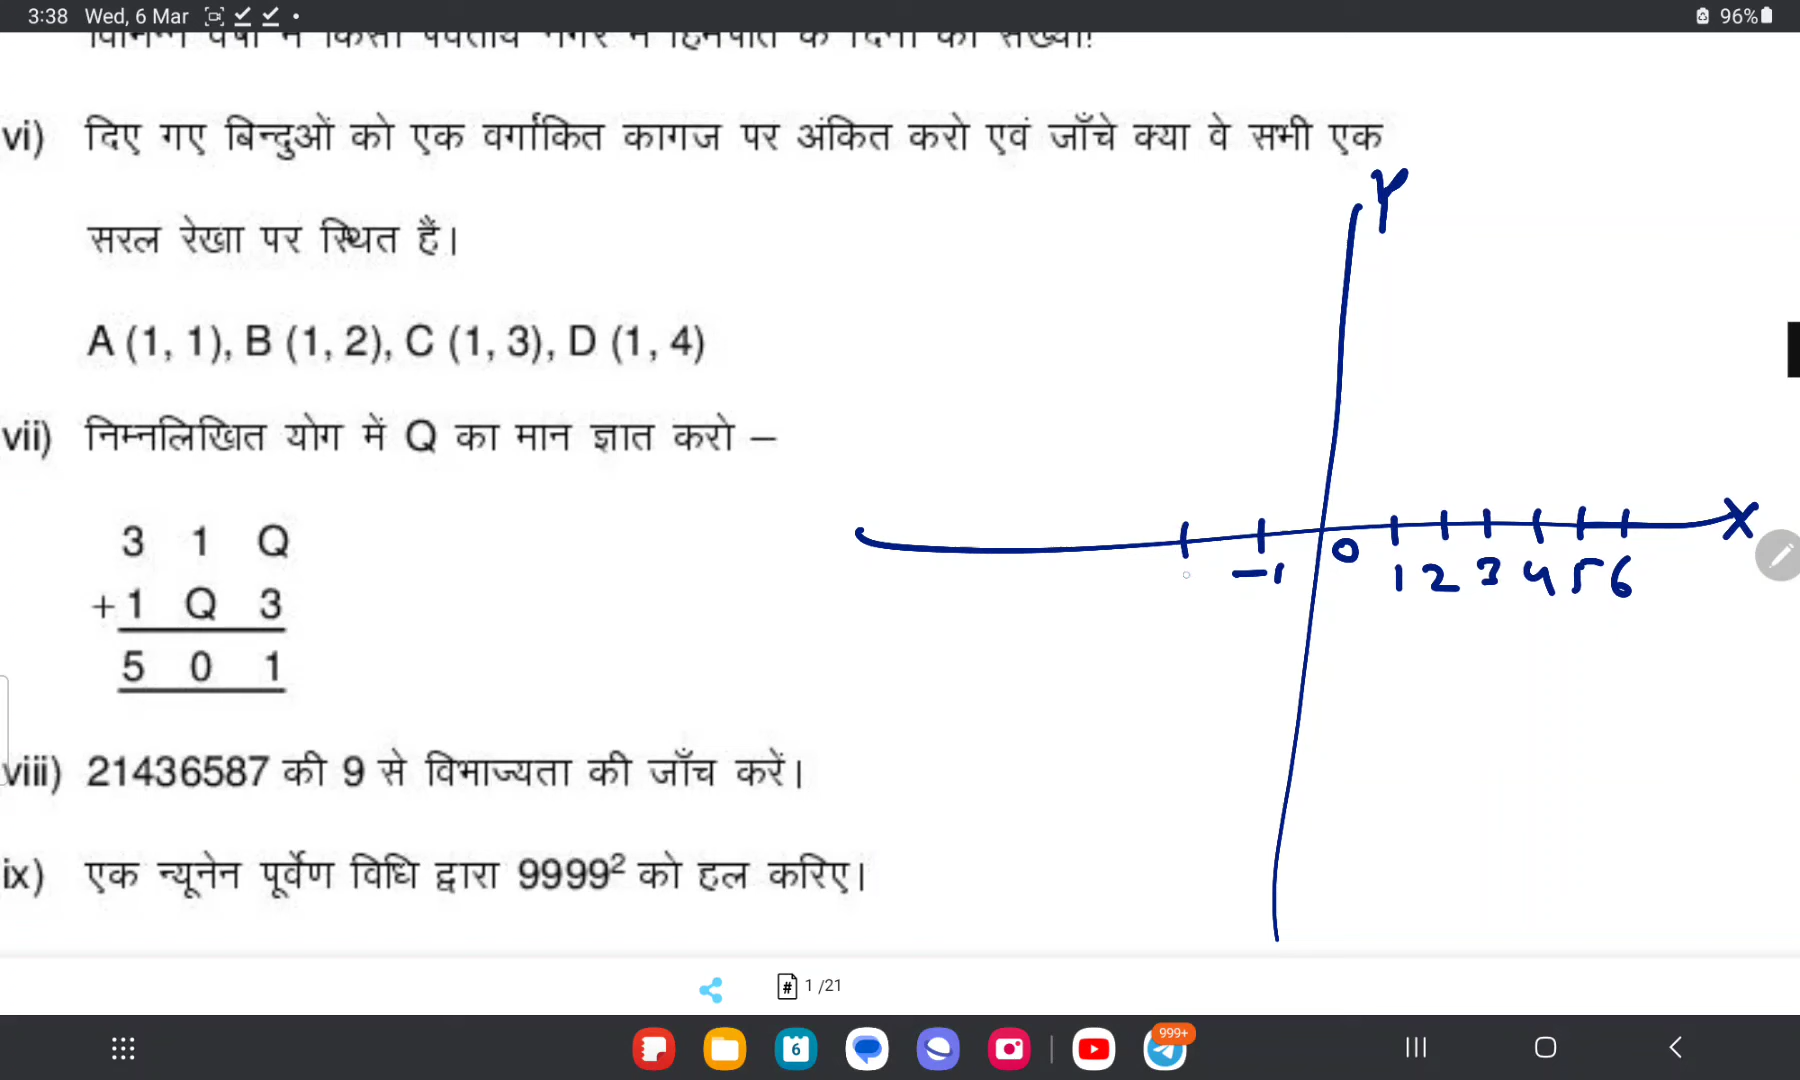 3:38 Wed, 6 Mar
96%
vi) दिए गए बिन्दुओं को एक वर्गांकित कागज पर अंकित करो एवं जाँचे क्या वे सभी एक
सरल रेखा पर स्थित हैं।
A (1, 1), B (1, 2), C (1, 3), D (1, 4)
vii) निम्नलिखित योग में Q का मान ज्ञात करो –
3 1 Q
+ 1 Q 3
5 0 1
viii) 21436587 की 9 से विभाज्यता की जाँच करें।
ix) एक न्यूनेन पूर्वेण विधि द्वारा 9999² को हल करिए।
Y
X
-1 0 1 2 3 4 5 6
# 1 /21
6
999+